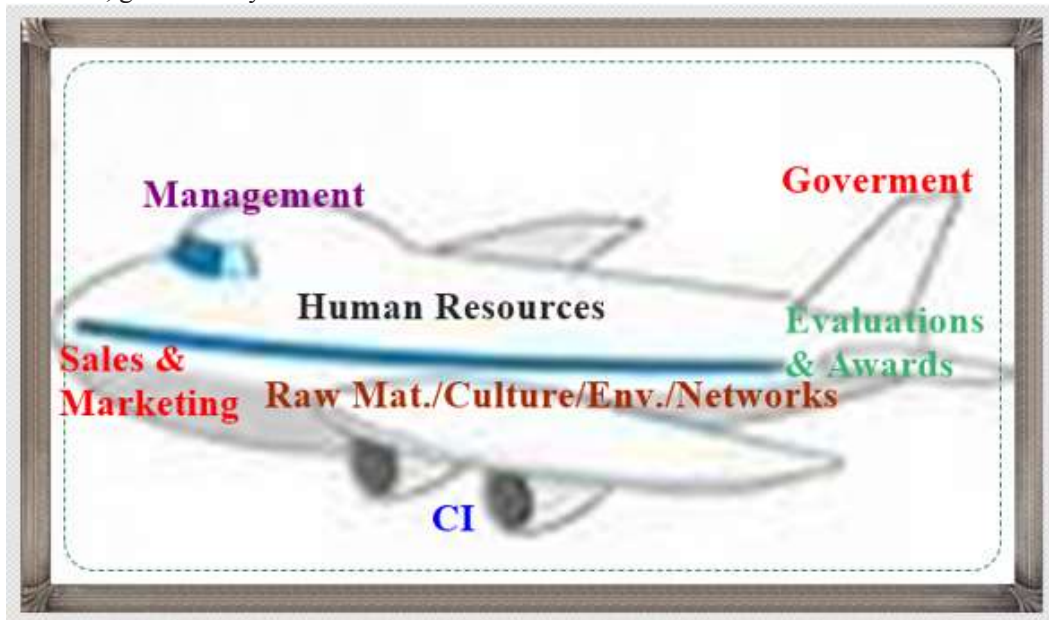 Management
Goverment
Human Resources
Evaluations
& Awards
Sales &
Marketing
Raw Mat./Culture/Env./Networks
CI